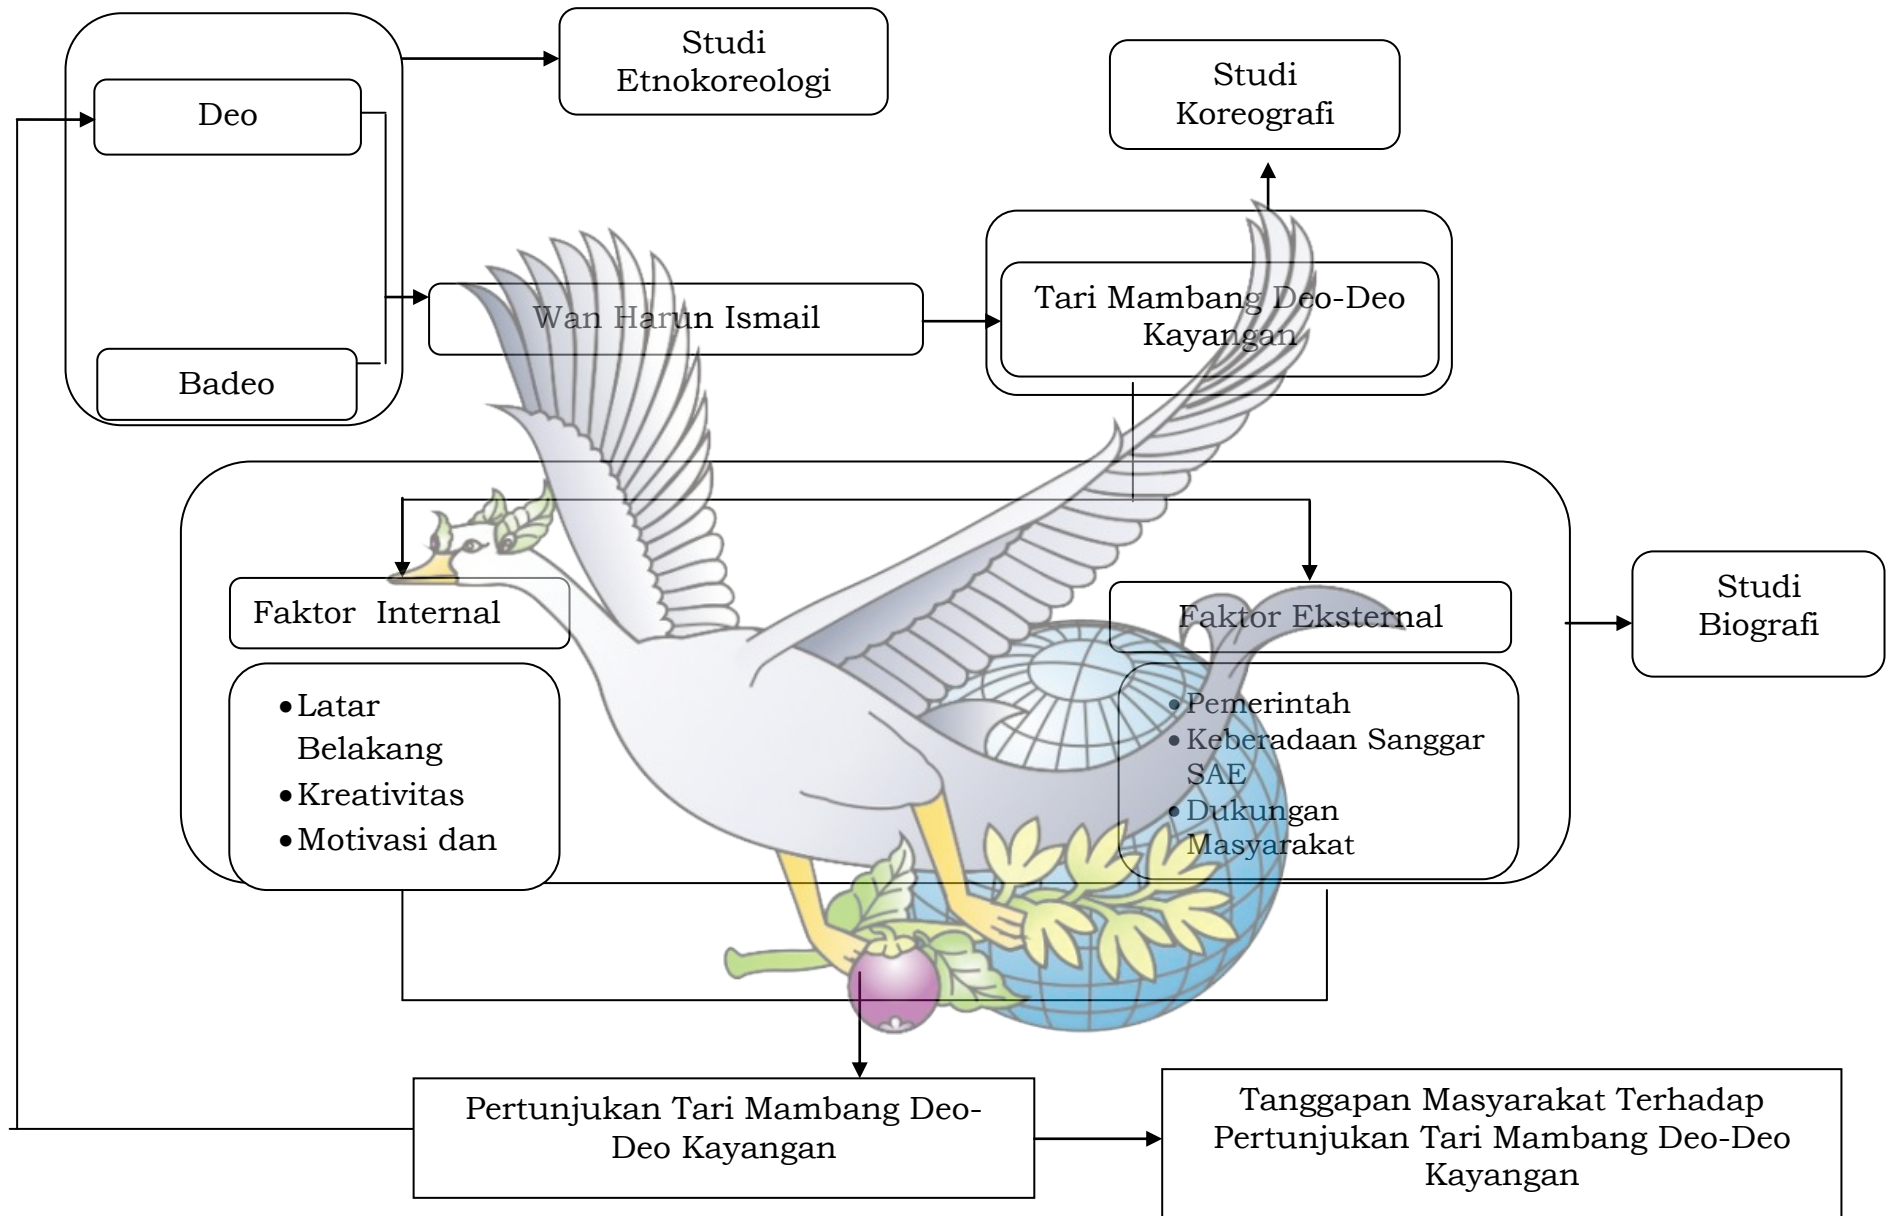 Studi
Etnokoreologi
Studi
Koreografi
Deo
Badeo
Wan Harun Ismail
Tari Mambang Deo-Deo
Kayangan
Faktor Internal
Faktor Eksternal
Studi
Biografi
•Latar
Belakang
•Kreativitas
•Motivasi dan
•Pemerintah
•Keberadaan Sanggar
SAE
•Dukungan
Masyarakat
Pertunjukan Tari Mambang Deo-
Deo Kayangan
Tanggapan Masyarakat Terhadap
Pertunjukan Tari Mambang Deo-Deo
Kayangan